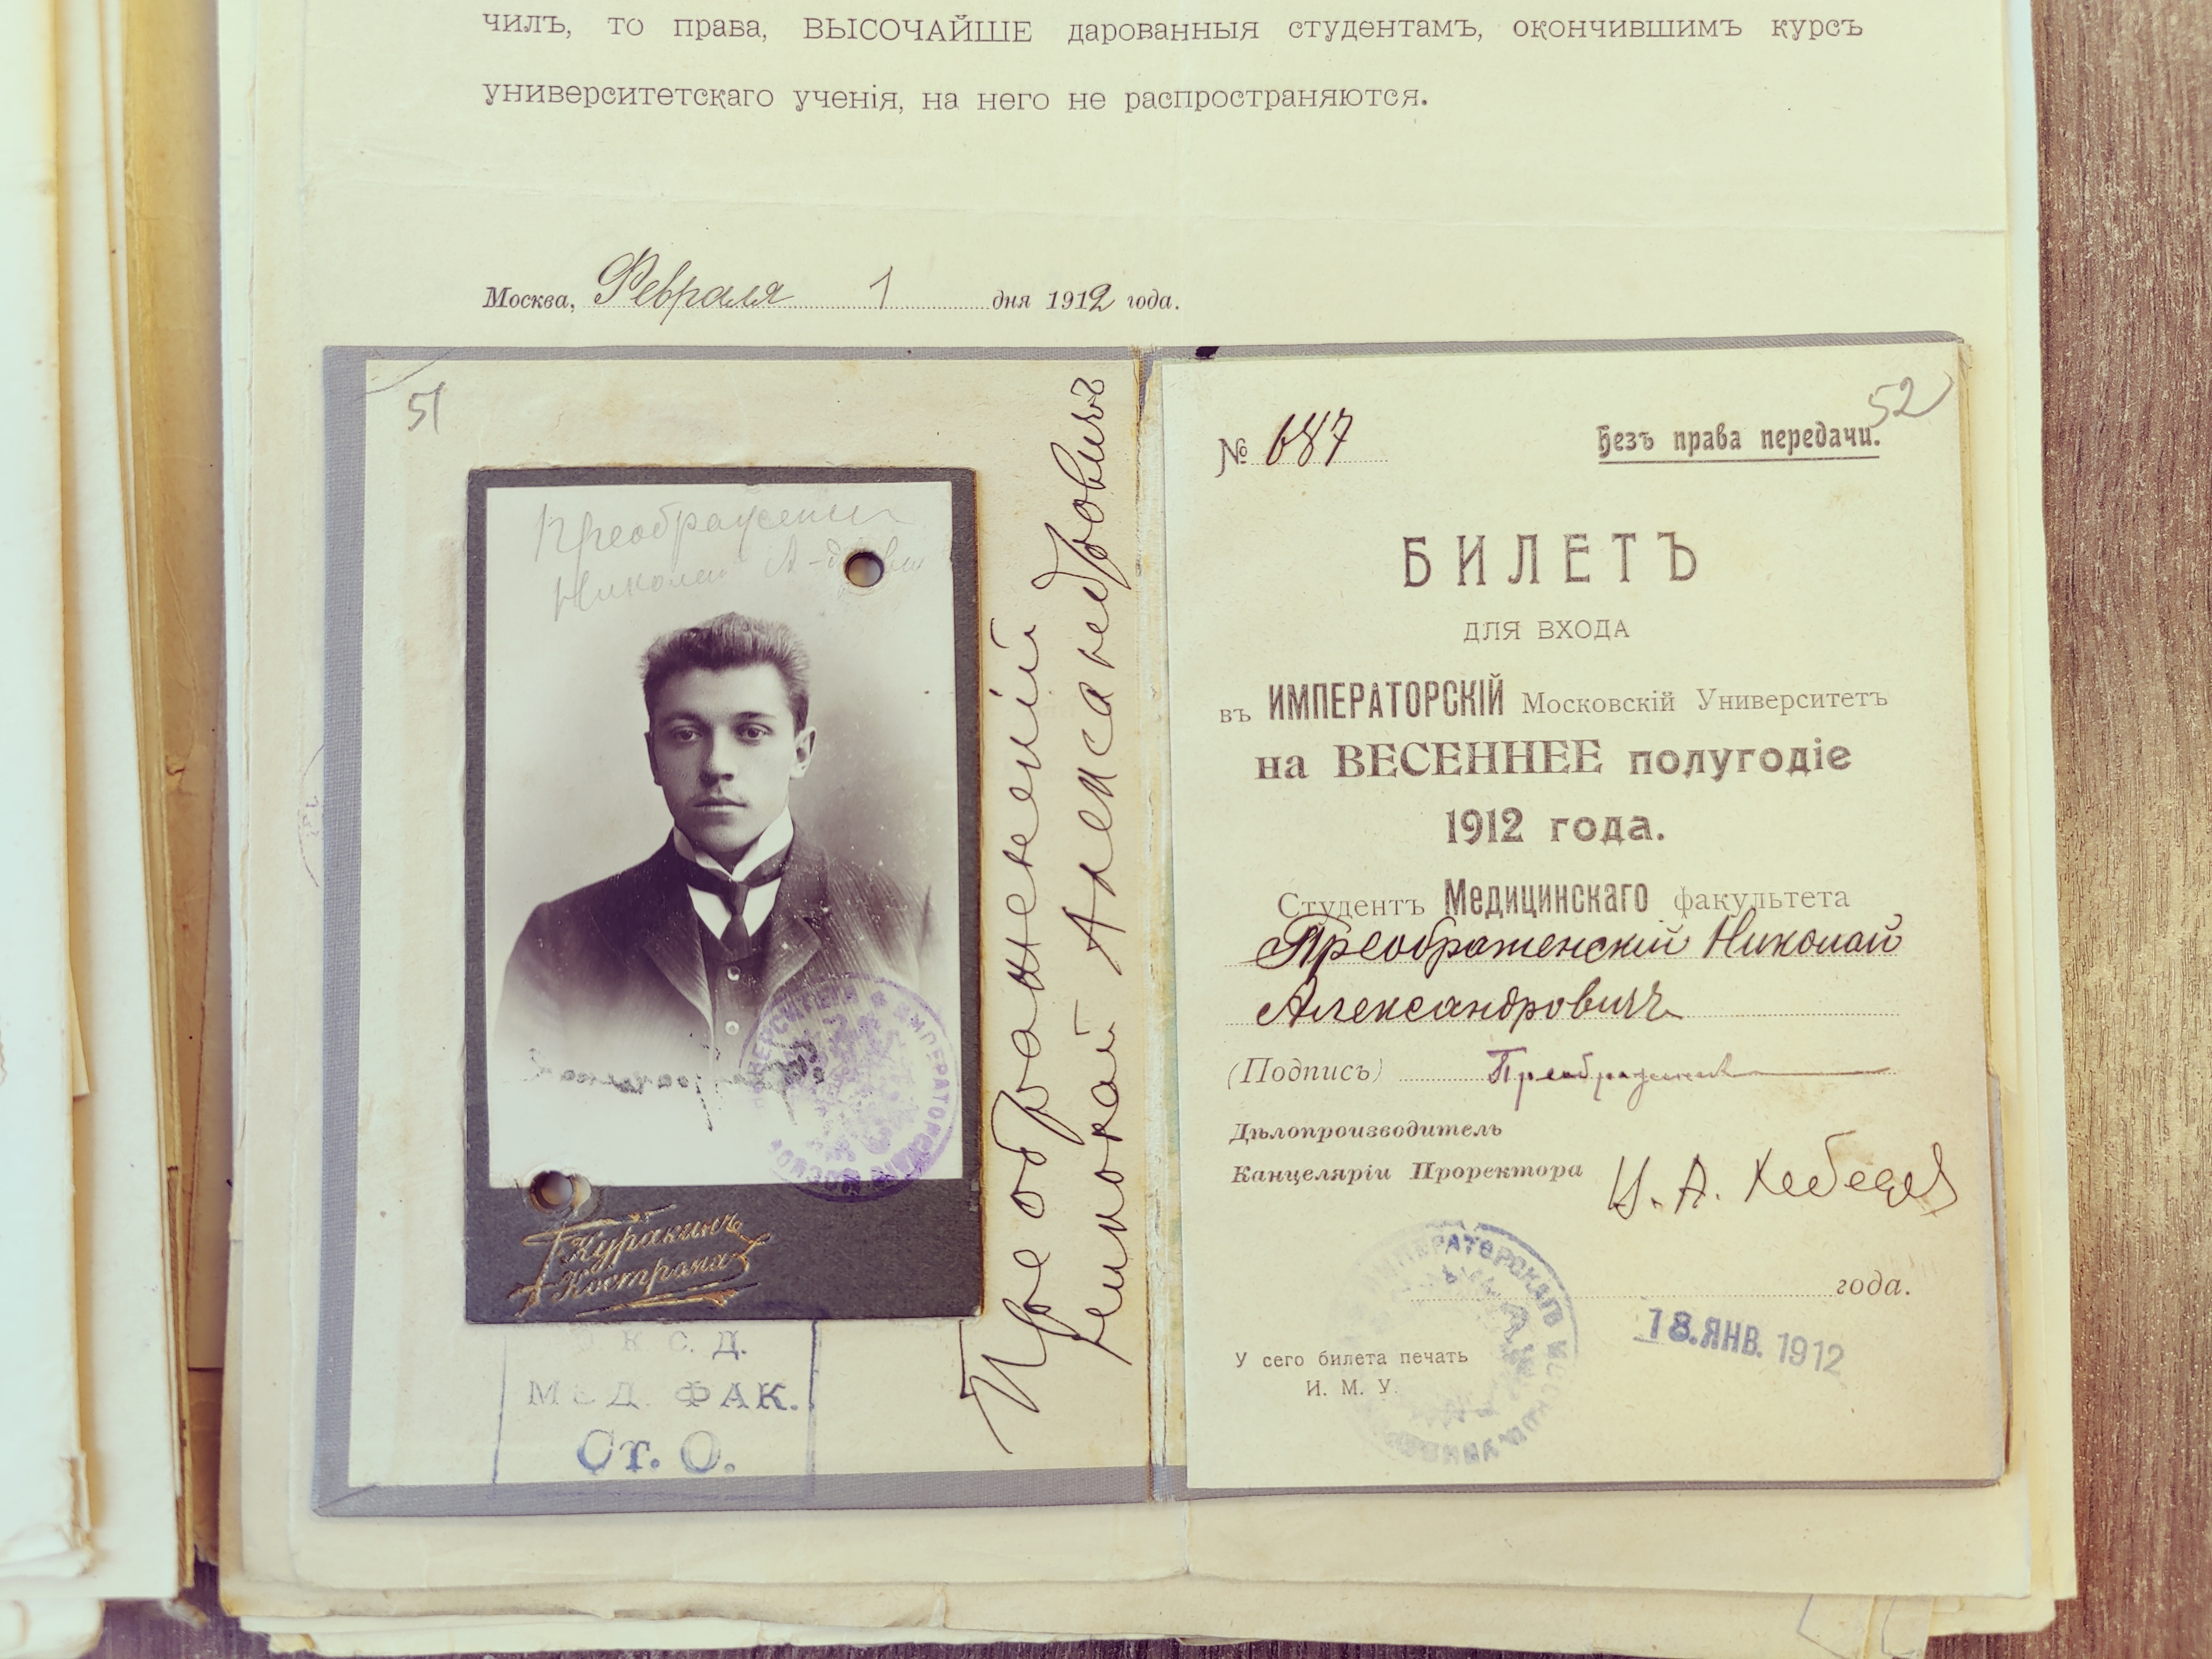 чилъ, то права, ВЫСОЧАЙШЕ дарованныя студентамъ, окончившимъ курсъ
университетскаго ученія, на него не распространяются.
Москва, Февраля 1 дня 1912 года.
51
Преображенский
Николай
Куракинъ
Кострома
К. С. Д.
МЕД. ФАК.
Ст. О.
Преображенскій
Николай Александровичъ
52
№ 687
Безъ права передачи.
БИЛЕТЪ
ДЛЯ ВХОДА
въ ИМПЕРАТОРСКІЙ Московскій Университетъ
на ВЕСЕННЕЕ полугодіе
1912 года.
Студентъ Медицинскаго факультета
Преображенскій Николай
Александровичъ
(Подпись) Преображенскій
Дѣлопроизводитель
Канцеляріи Проректора
года.
18. ЯНВ. 1912
У сего билета печать
И. М. У.
ИМПЕРАТОРСКАГО